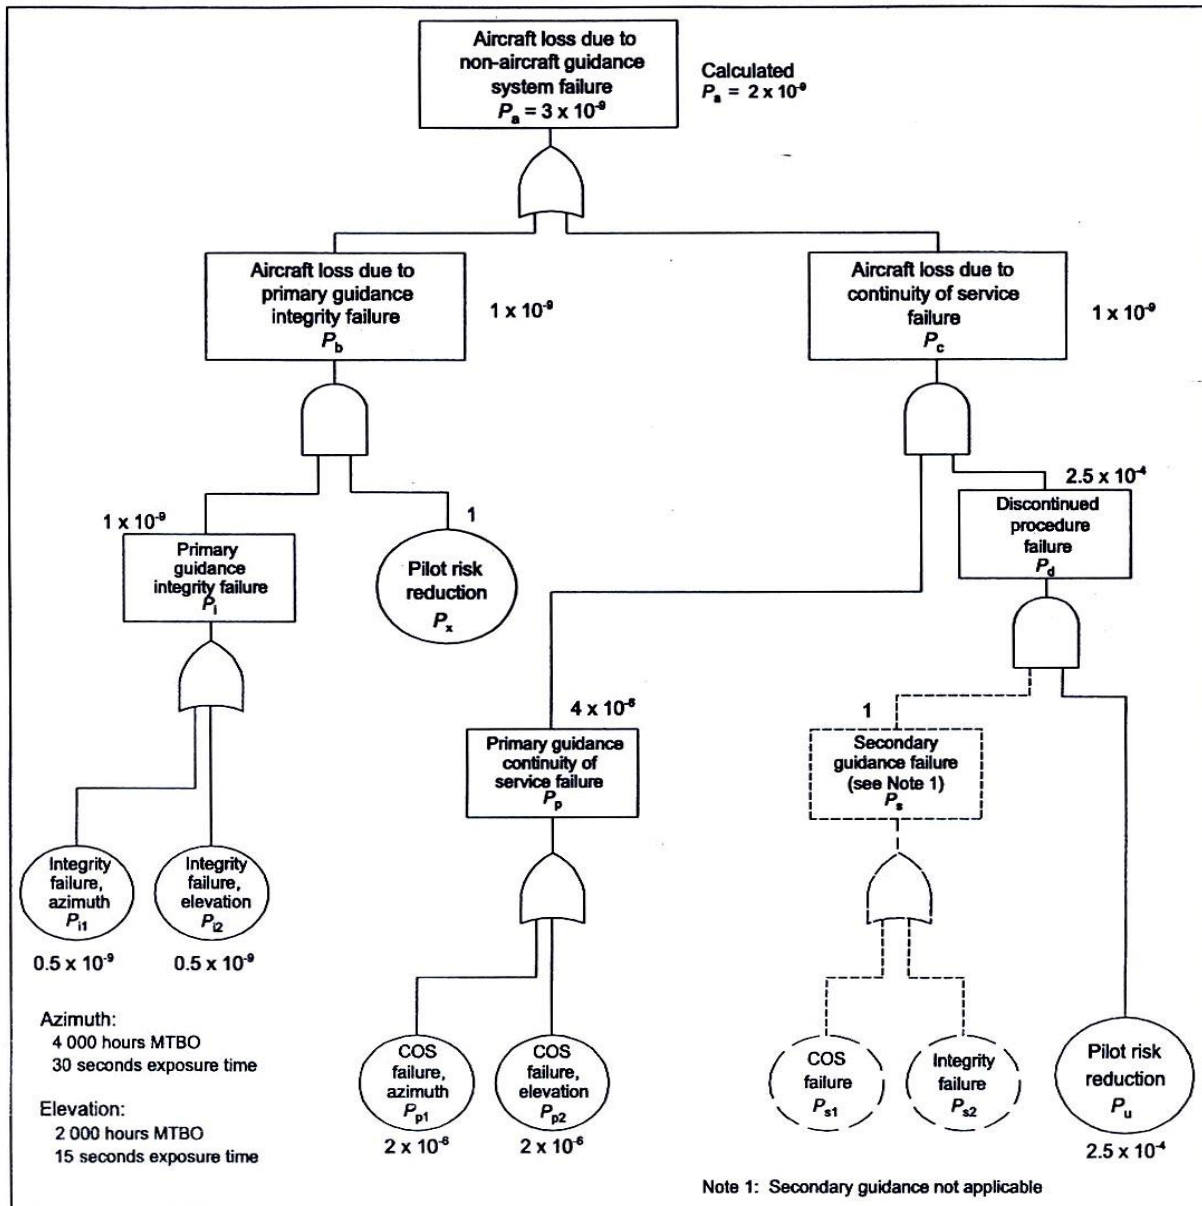 Aircraft loss due to
non-aircraft guidance
system failure
Pa = 3 x 10⁻⁹
Calculated
Pa = 2 x 10⁻⁹
Aircraft loss due to
primary guidance
integrity failure
Pb
1 x 10⁻⁹
Aircraft loss due to
continuity of service
failure
Pc
1 x 10⁻⁹
1 x 10⁻⁹
Primary
guidance
integrity failure
Pi
1
Pilot risk
reduction
Px
2.5 x 10⁻⁴
Discontinued
procedure
failure
Pd
4 x 10⁻⁶
Primary guidance
continuity of
service failure
Pp
1
Secondary
guidance failure
(see Note 1)
Ps
Integrity
failure,
azimuth
Pi1
0.5 x 10⁻⁹
Integrity
failure,
elevation
Pi2
0.5 x 10⁻⁹
Azimuth:
4 000 hours MTBO
30 seconds exposure time
Elevation:
2 000 hours MTBO
15 seconds exposure time
COS
failure,
azimuth
Pp1
2 x 10⁻⁶
COS
failure,
elevation
Pp2
2 x 10⁻⁶
COS
failure
Ps1
Integrity
failure
Ps2
Pilot risk
reduction
Pu
2.5 x 10⁻⁴
Note 1: Secondary guidance not applicable